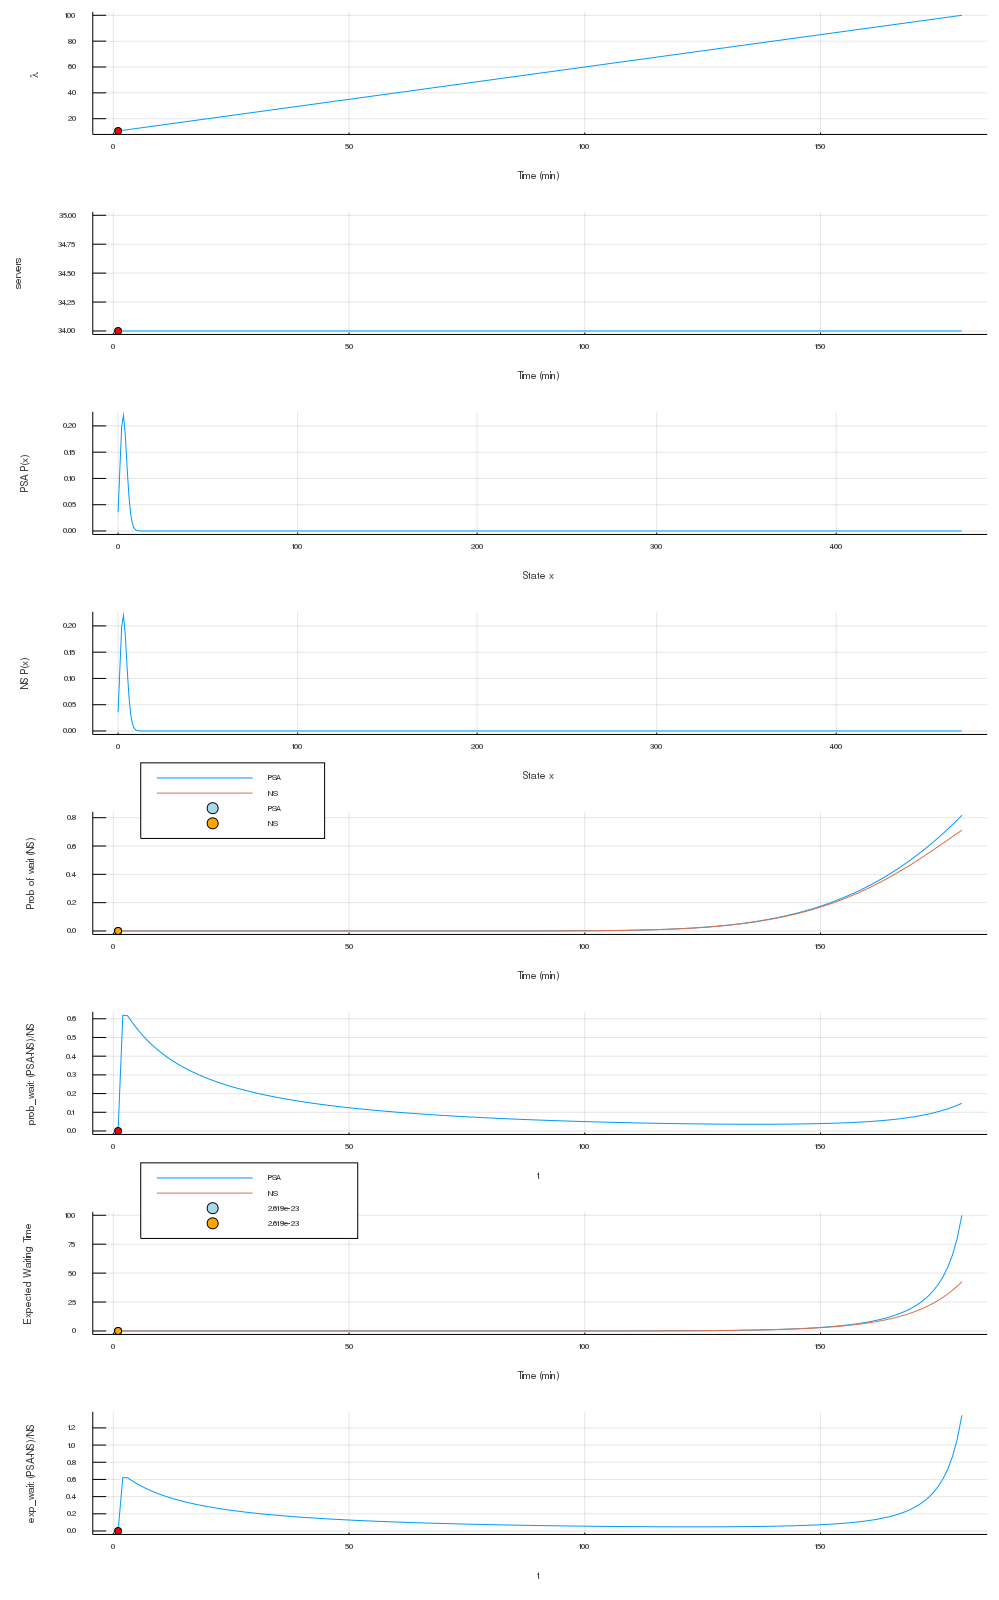 100
80
60
40
20
λ
0 50 100 150
Time (min)
35.00
34.75
34.50
34.25
34.00
servers
0 50 100 150
Time (min)
0.20
0.15
0.10
0.05
0.00
PSA P(x)
0 100 200 300 400
State x
0.20
0.15
0.10
0.05
0.00
NS P(x)
0 100 200 300 400
State x
PSA
NS
PSA
NS
0.8
0.6
0.4
0.2
0.0
Prob of wait (NS)
0 50 100 150
Time (min)
0.6
0.5
0.4
0.3
0.2
0.1
0.0
prob_wait: (PSA-NS)/NS
0 50 100 150
t
PSA
NS
2.619e-23
2.619e-23
100
75
50
25
0
Expected Wairing Time
0 50 100 150
Time (min)
1.2
1.0
0.8
0.6
0.4
0.2
0.0
exp_wait: (PSA-NS)/NS
0 50 100 150
t